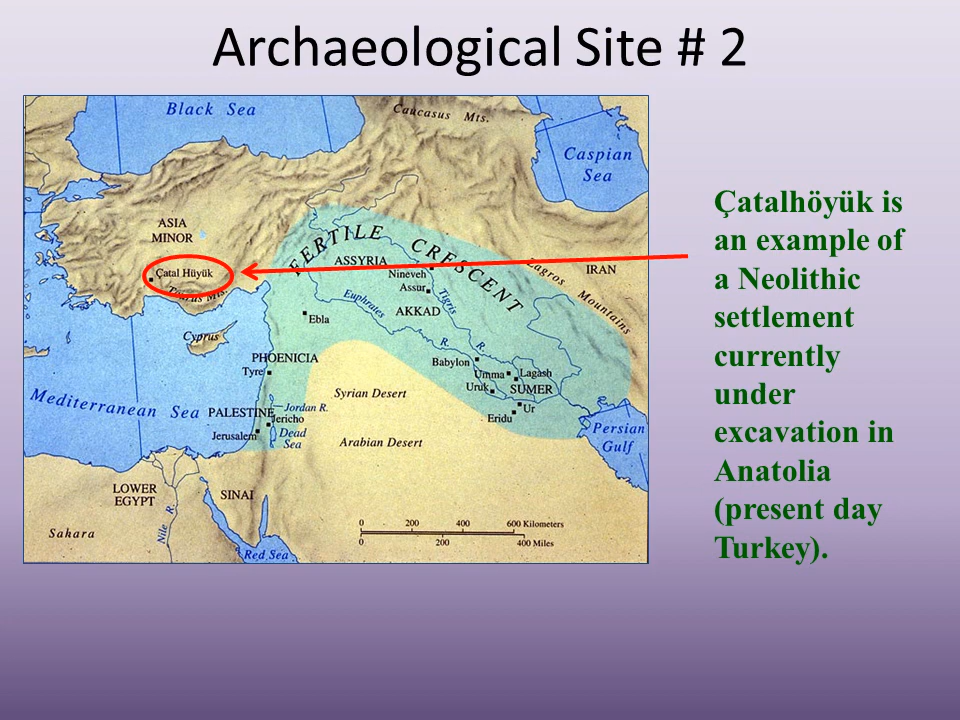 Archaeological Site # 2
Black Sea
Caucasus Mts.
Caspian
Sea
ASIA
MINOR
FERTILE CRESCENT
ASSYRIA
Zagros Mountains
IRAN
Çatal Hüyük
Nineveh
Taurus Mts.
Assur
Euphrates R.
Tigris R.
AKKAD
Ebla
Cyprus
PHOENICIA
Babylon
Tyre
Umma
Lagash
Uruk
SUMER
Syrian Desert
Mediterranean Sea
PALESTINE
Jordan R.
Ur
Jericho
Eridu
Jerusalem
Dead
Sea
Arabian Desert
Persian
Gulf
LOWER
EGYPT
SINAI
Nile R.
Sahara
Red Sea
0 200 400 600 Kilometers
0 200 400 Miles
Çatalhöyük is
an example of
a Neolithic
settlement
currently
under
excavation in
Anatolia
(present day
Turkey).